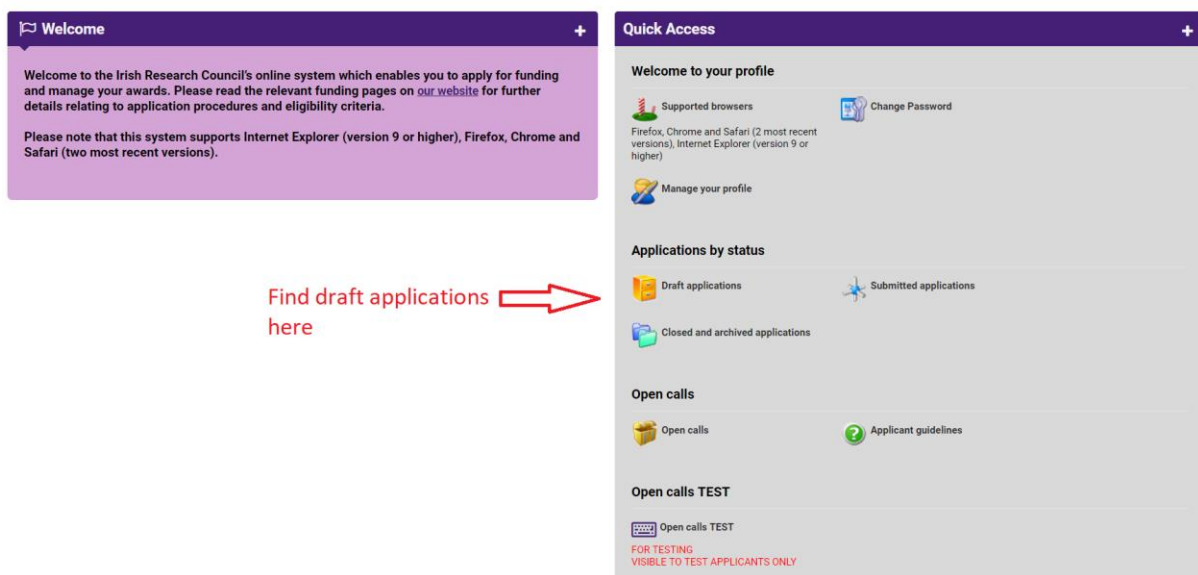 Welcome
Welcome to the Irish Research Council's online system which enables you to apply for funding
and manage your awards. Please read the relevant funding pages on our website for further
details relating to application procedures and eligibility criteria.
Please note that this system supports Internet Explorer (version 9 or higher), Firefox, Chrome and
Safari (two most recent versions).
Find draft applications
here
Quick Access
Welcome to your profile
Supported browsers
Firefox, Chrome and Safari (2 most recent
versions), Internet Explorer (version 9 or
higher)
Change Password
Manage your profile
Applications by status
Draft applications
Submitted applications
Closed and archived applications
Open calls
Open calls
Applicant guidelines
Open calls TEST
Open calls TEST
FOR TESTING
VISIBLE TO TEST APPLICANTS ONLY